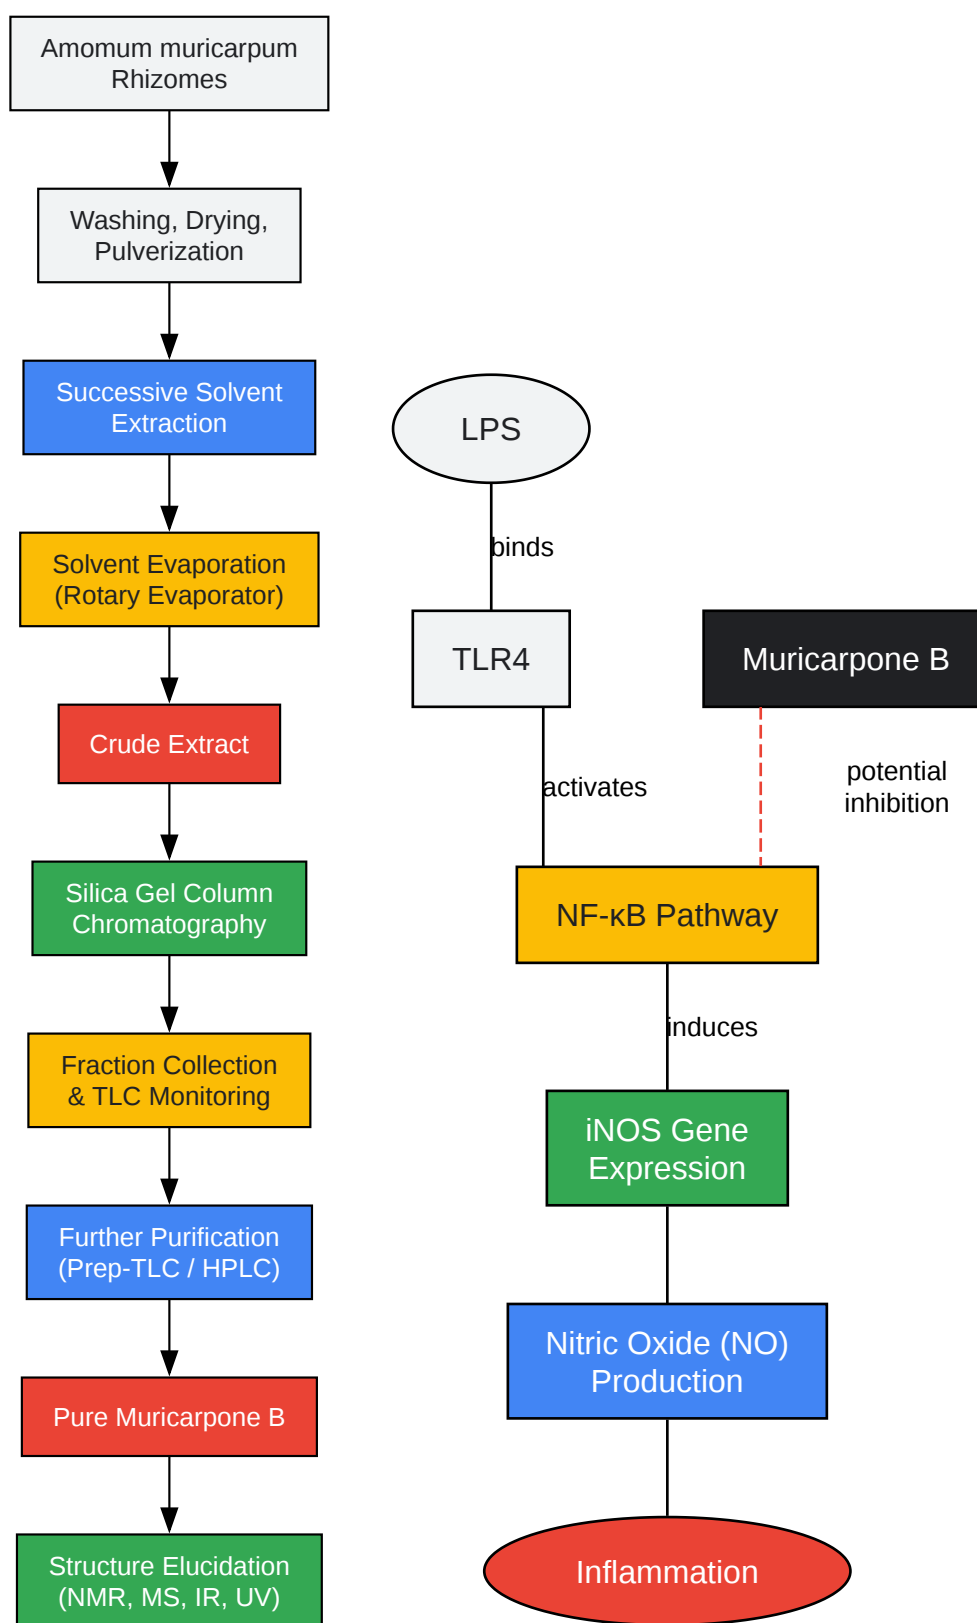 Amomum muricarpum
Rhizomes
Washing, Drying,
Pulverization
Successive Solvent
Extraction
Solvent Evaporation
(Rotary Evaporator)
Crude Extract
Silica Gel Column
Chromatography
Fraction Collection
& TLC Monitoring
Further Purification
(Prep-TLC / HPLC)
Pure Muricarpone B
Structure Elucidation
(NMR, MS, IR, UV)
LPS
binds
TLR4
Muricarpone B
activates
potential
inhibition
NF-κB Pathway
induces
iNOS Gene
Expression
Nitric Oxide (NO)
Production
Inflammation